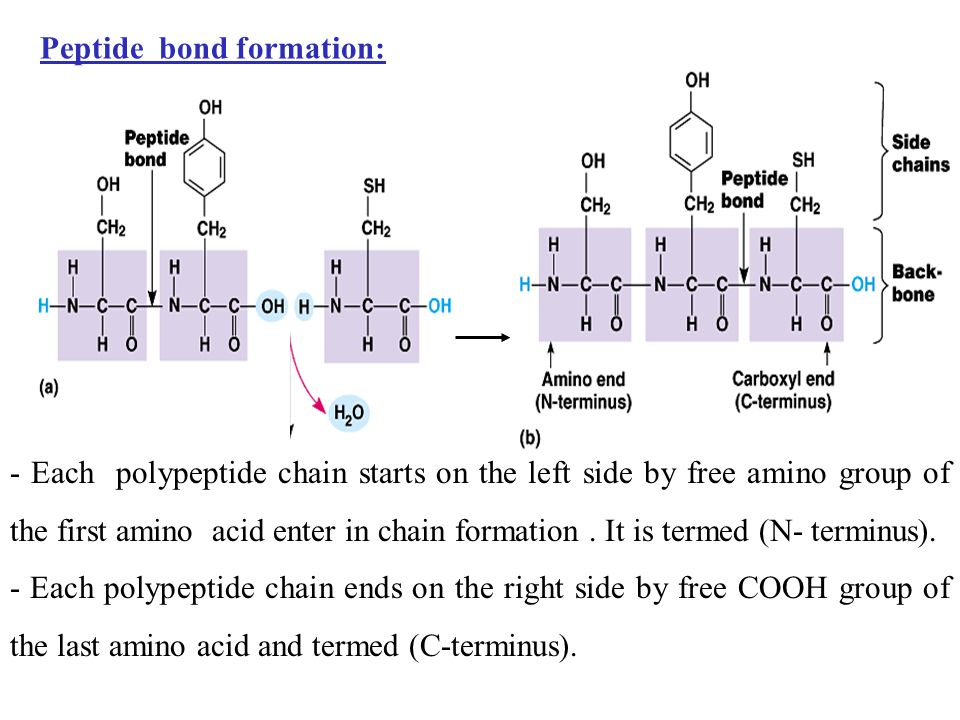 Peptide  bond formation:
OH
Peptide
bond
OH
SH
CH₂
CH₂
CH₂
H
H
H
H–N–C–C–N–C–C–OH H–N–C–C–OH
H O H O H O
(a)
H₂O
OH
OH
SH
Peptide
bond
CH₂
CH₂
CH₂
Side
chains
H
H
H
H–N–C–C–N–C–C–N–C–C–OH
H O H O H O
Back-
bone
Amino end
(N-terminus)
Carboxyl end
(C-terminus)
(b)
- Each  polypeptide chain starts on the left side by free amino group of
the first amino  acid enter in chain formation . It is termed (N- terminus).
- Each polypeptide chain ends on the right side by free COOH group of
the last amino acid and termed (C-terminus).